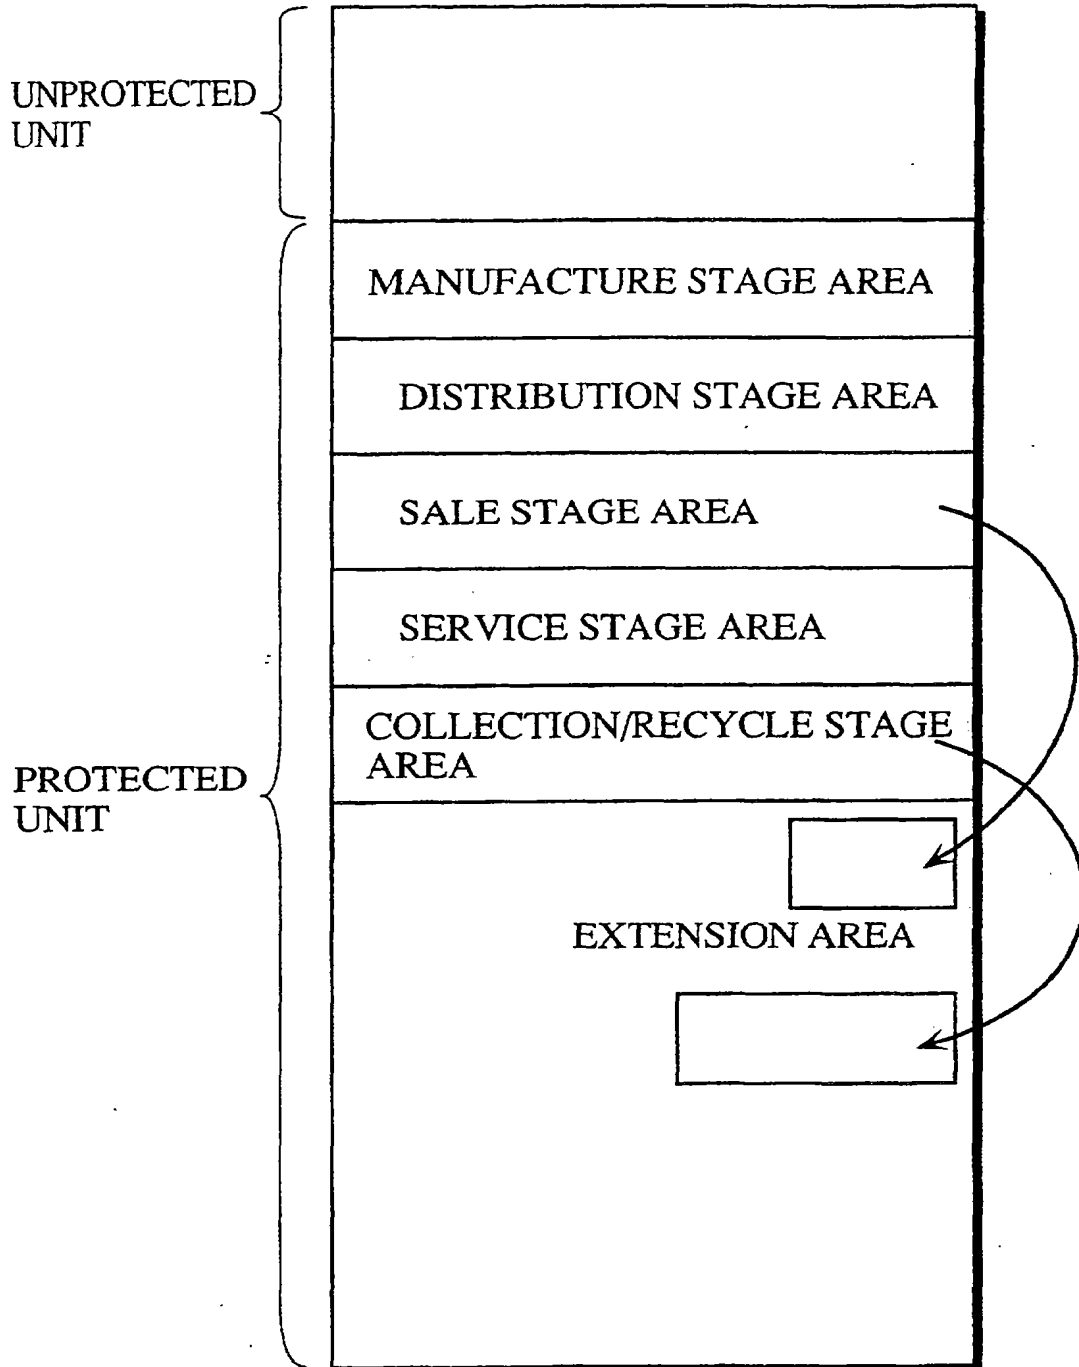 UNPROTECTED
UNIT
MANUFACTURE STAGE AREA
DISTRIBUTION STAGE AREA
SALE STAGE AREA
SERVICE STAGE AREA
COLLECTION/RECYCLE STAGE
AREA
PROTECTED
UNIT
EXTENSION AREA